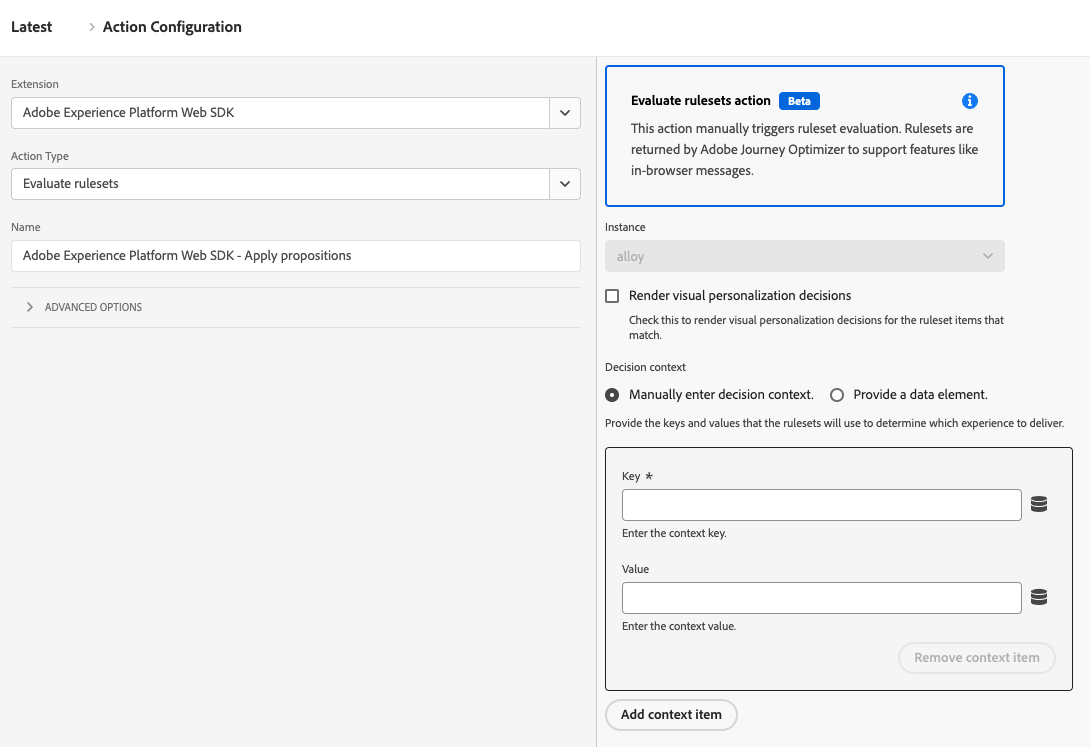 Latest > Action Configuration
Extension
Adobe Experience Platform Web SDK
Action Type
Evaluate rulesets
Name
Adobe Experience Platform Web SDK - Apply propositions
ADVANCED OPTIONS
Evaluate rulesets action Beta
This action manually triggers ruleset evaluation. Rulesets are
returned by Adobe Journey Optimizer to support features like
in-browser messages.
Instance
alloy
Render visual personalization decisions
Check this to render visual personalization decisions for the ruleset items that
match.
Decision context
Manually enter decision context. Provide a data element.
Provide the keys and values that the rulesets will use to determine which experience to deliver.
Key *
Enter the context key.
Value
Enter the context value.
Remove context item
Add context item